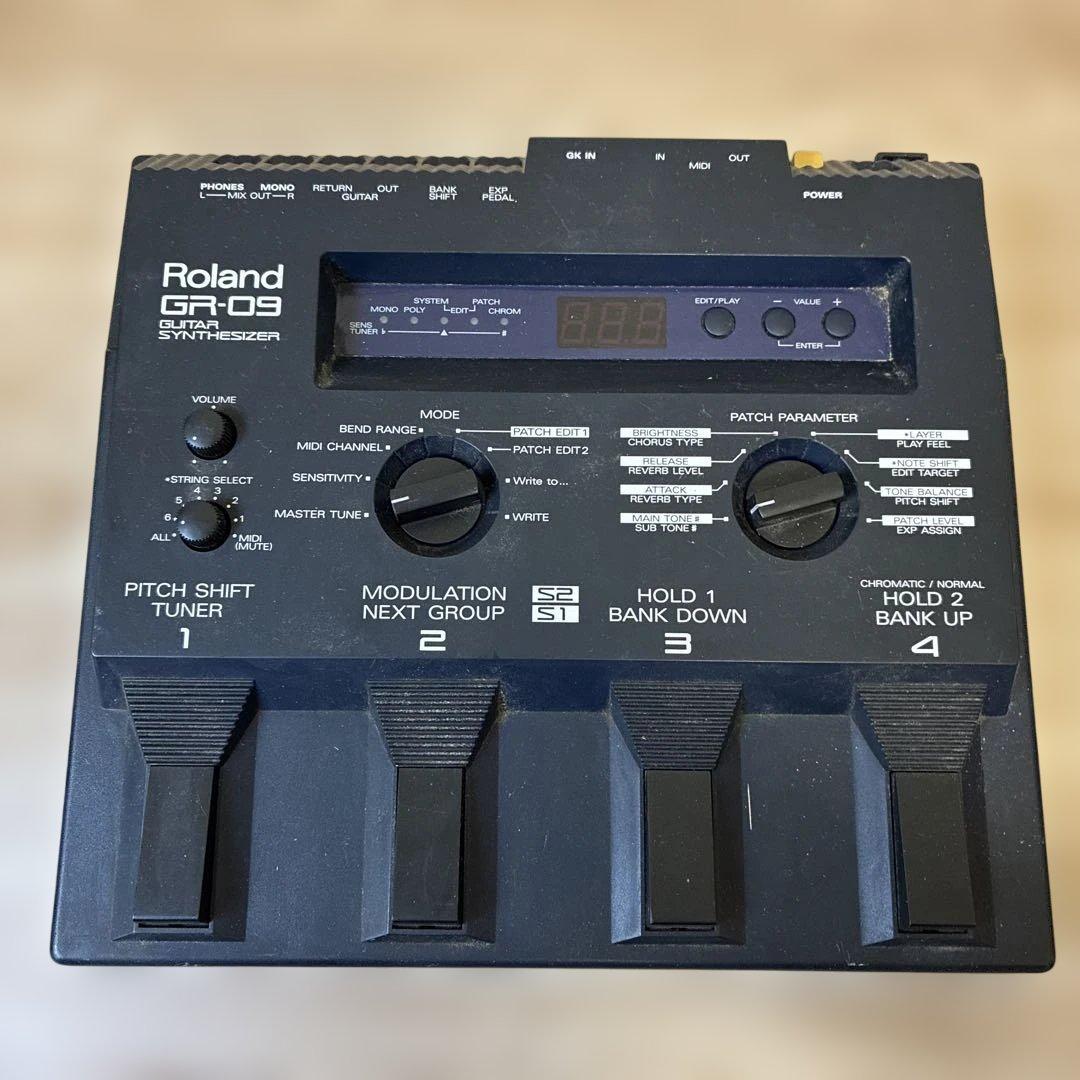 GK IN
IN
MIDI
OUT
PHONES MONO
L — MIX OUT — R
RETURN OUT
GUITAR
BANK
SHIFT
EXP
PEDAL
POWER
Roland
GR-09
GUITAR
SYNTHESIZER
SYSTEM PATCH
MONO POLY EDIT CHROM
SENS
TUNER ♭ ▲ #
8.8.8
EDIT/PLAY
− VALUE +
ENTER
VOLUME
*STRING SELECT
ALL 6 5 4 3 2 1 MIDI
(MUTE)
MODE
BEND RANGE
MIDI CHANNEL
SENSITIVITY
MASTER TUNE
PATCH EDIT 1
PATCH EDIT 2
Write to...
WRITE
PATCH PARAMETER
BRIGHTNESS
CHORUS TYPE
RELEASE
REVERB LEVEL
ATTACK
REVERB TYPE
MAIN TONE #
SUB TONE #
*LAYER
PLAY FEEL
*NOTE SHIFT
EDIT TARGET
TONE BALANCE
PITCH SHIFT
PATCH LEVEL
EXP ASSIGN
PITCH SHIFT
TUNER
1
MODULATION
NEXT GROUP
2
S2
S1
HOLD 1
BANK DOWN
3
CHROMATIC / NORMAL
HOLD 2
BANK UP
4